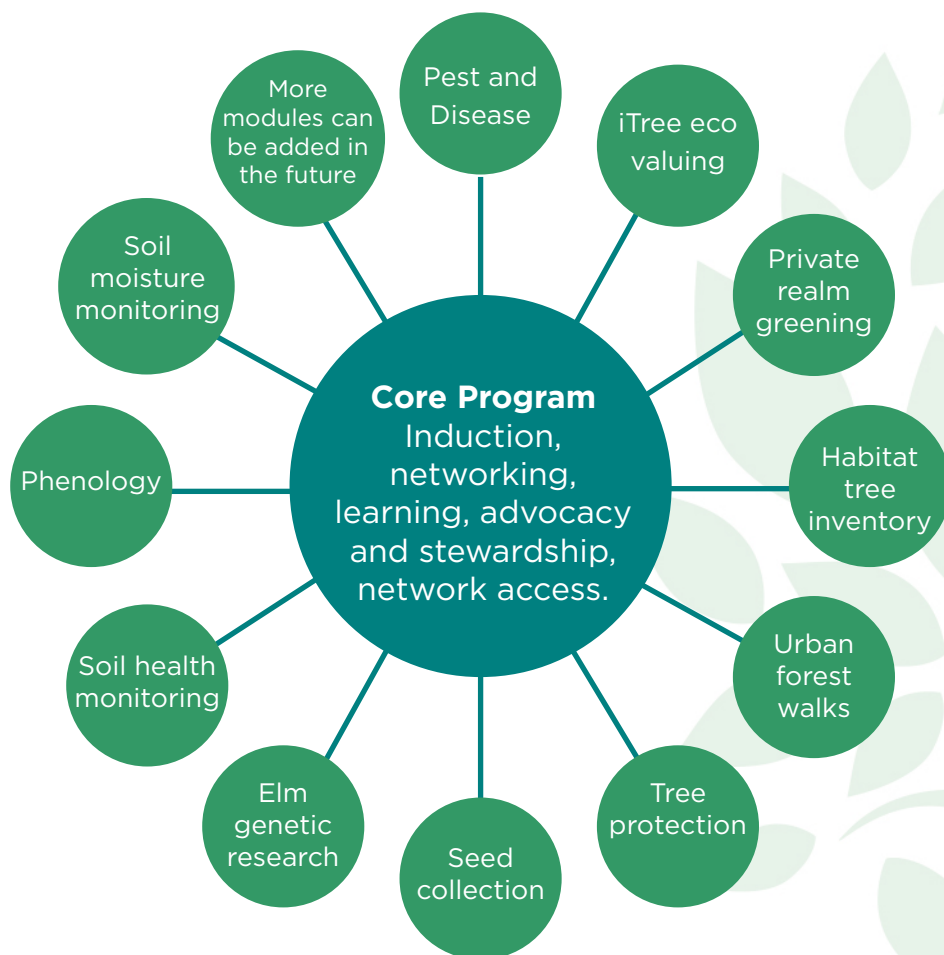 Pest and
Disease
iTree eco
valuing
Private
realm
greening
Habitat
tree
inventory
Urban
forest
walks
Tree
protection
Seed
collection
Elm
genetic
research
Soil health
monitoring
Phenology
Soil
moisture
monitoring
More
modules can
be added in
the future
Core Program
Induction,
networking,
learning, advocacy
and stewardship,
network access.